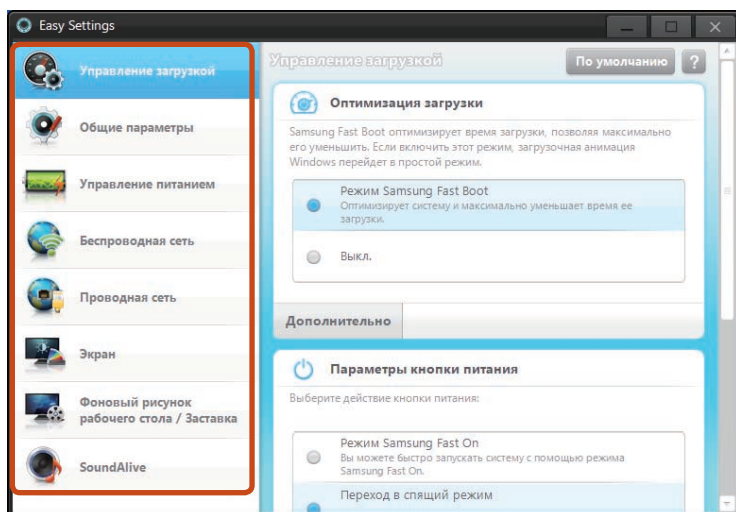 Easy Settings
Управление загрузкой
Общие параметры
Управление питанием
Беспроводная сеть
Проводная сеть
Экран
Фоновый рисунок
рабочего стола / Заставка
SoundAlive
Управление загрузкой
По умолчанию
?
Оптимизация загрузки
Samsung Fast Boot оптимизирует время загрузки, позволяя максимально
его уменьшить. Если включить этот режим, загрузочная анимация
Windows перейдет в простой режим.
Режим Samsung Fast Boot
Оптимизирует систему и максимально уменьшает время ее
загрузки.
Выкл.
Дополнительно
Параметры кнопки питания
Выберите действие кнопки питания:
Режим Samsung Fast On
Вы можете быстро запускать систему с помощью режима
Samsung Fast On.
Переход в спящий режим